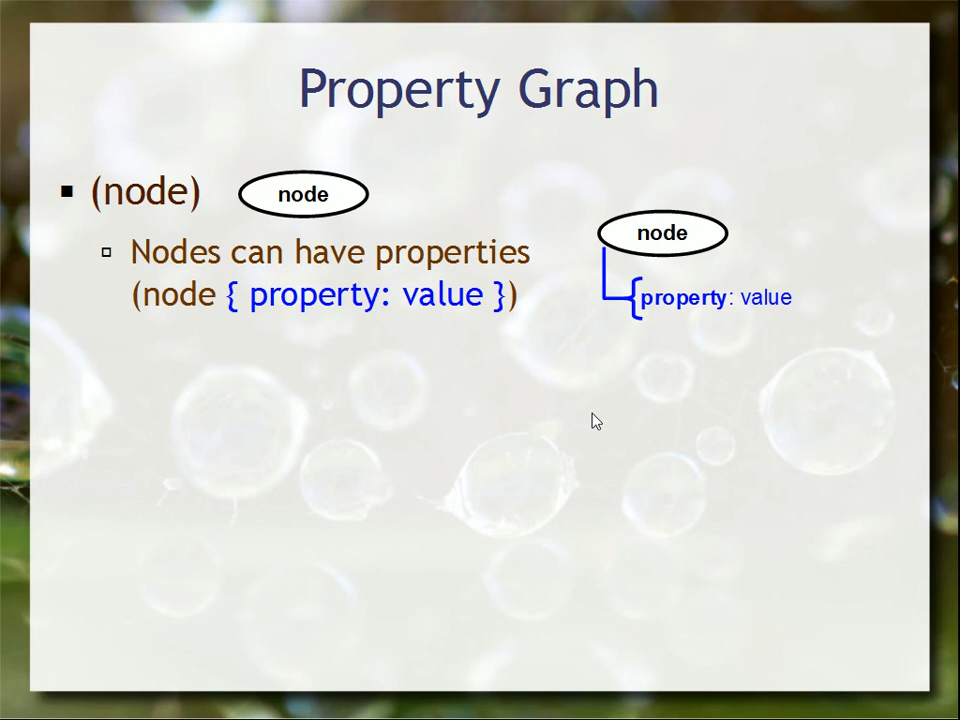 Property Graph
(node)
node
Nodes can have properties
(node { property: value })
node
property: value